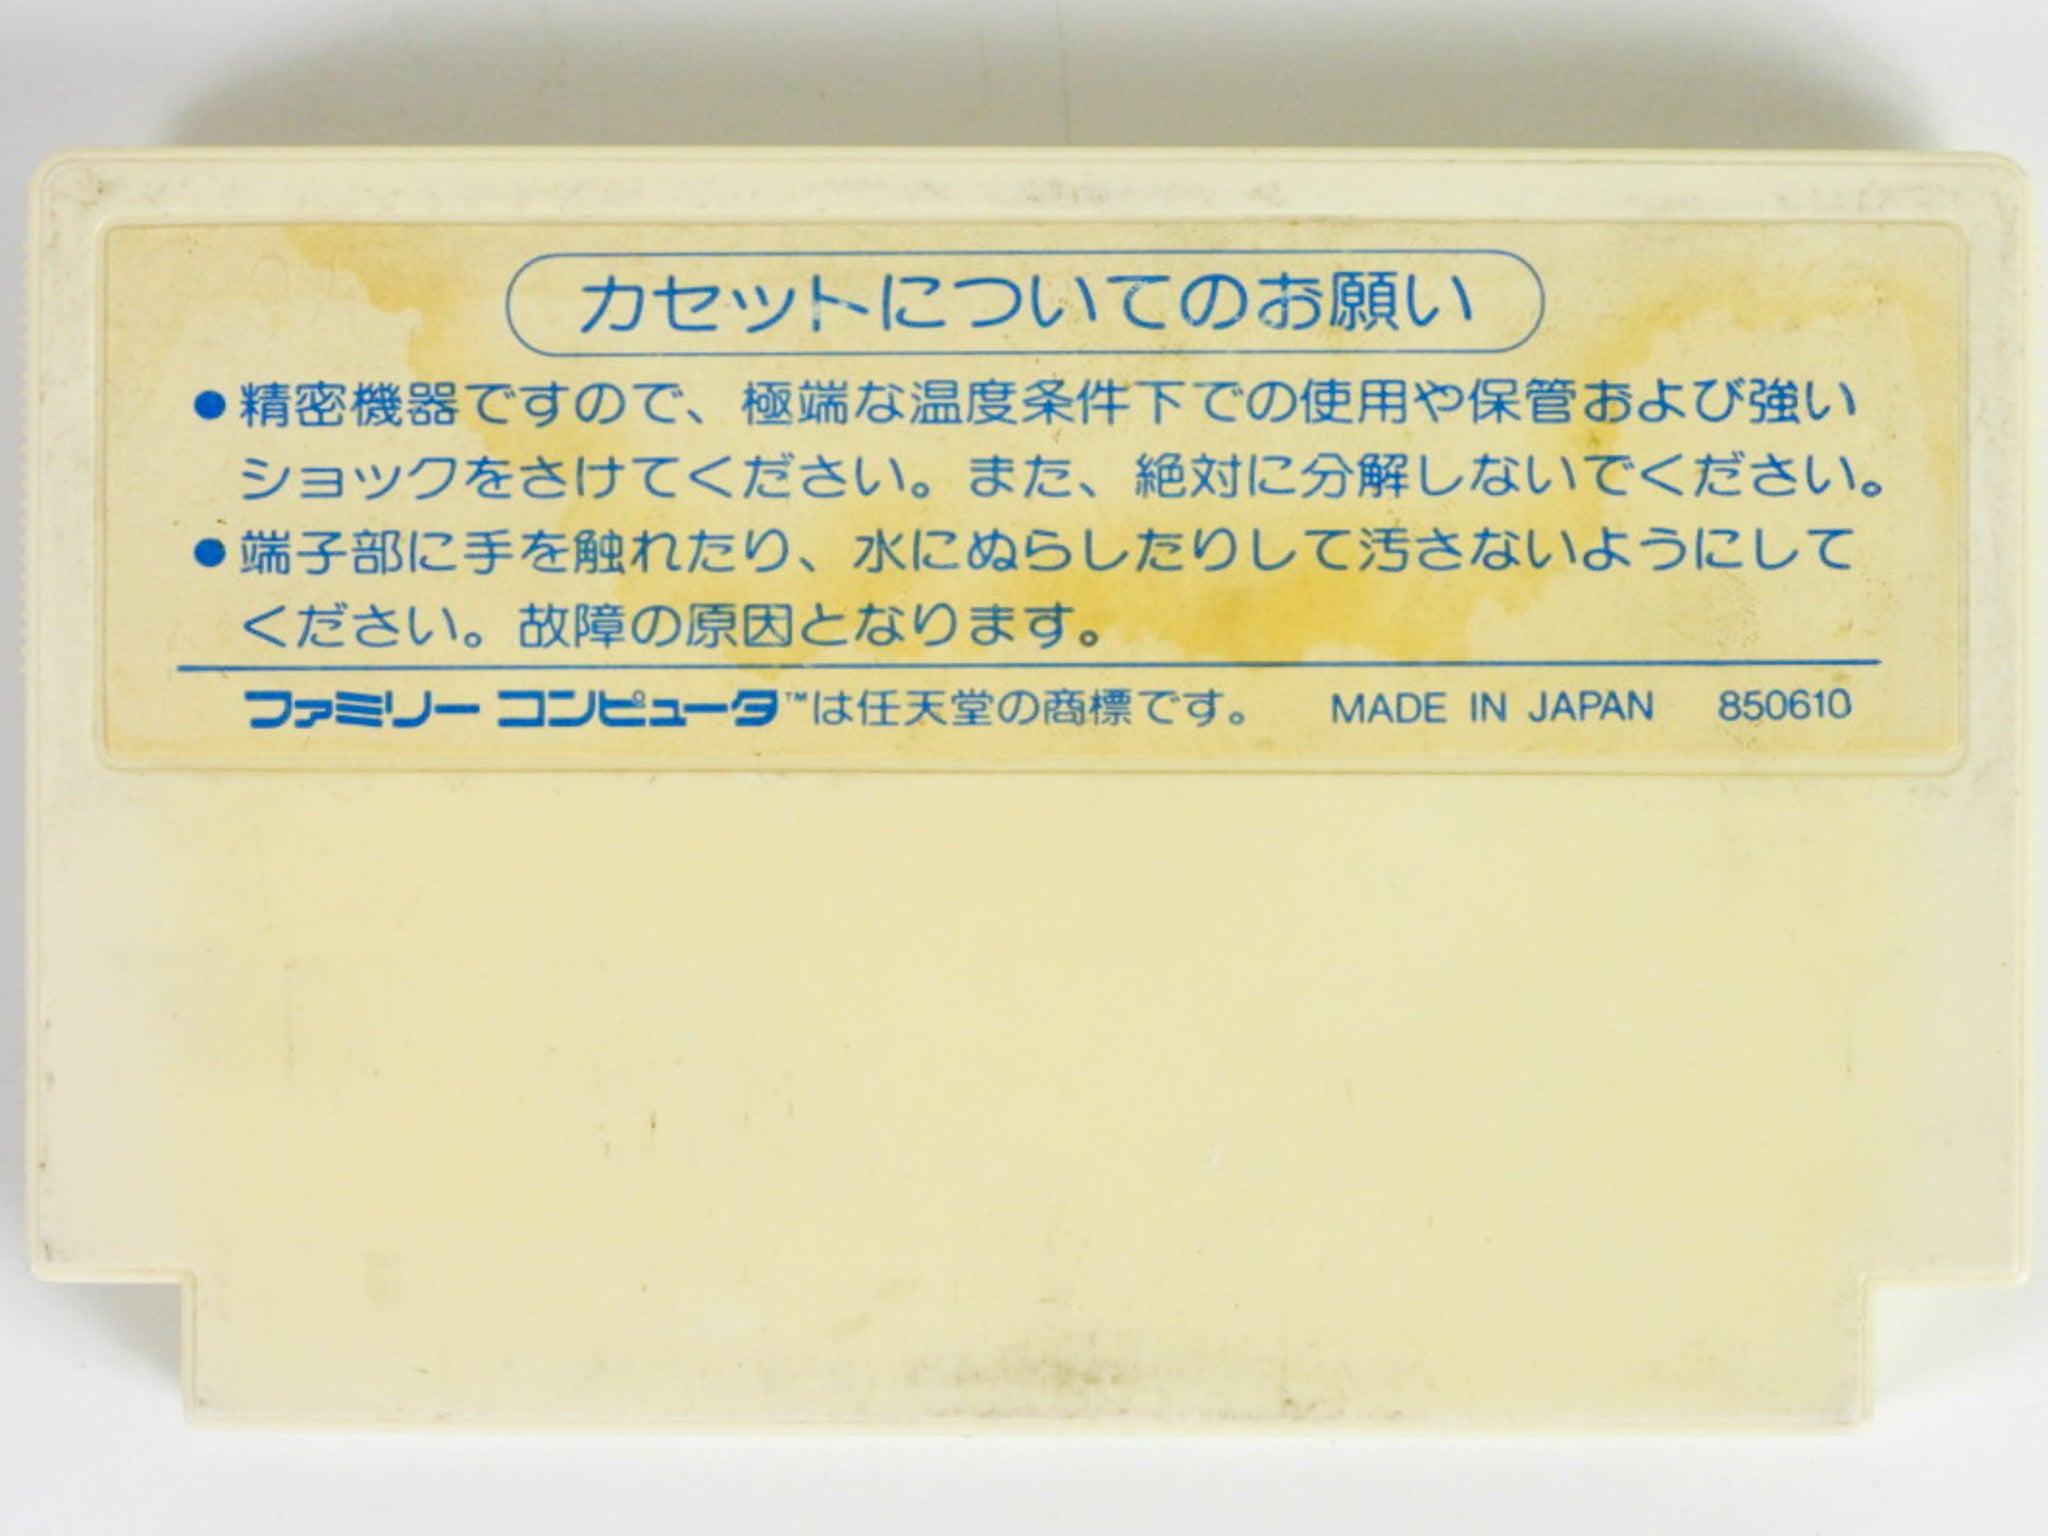 カセットについてのお願い
●精密機器ですので、極端な温度条件下での使用や保管および強い
ショックをさけてください。また、絶対に分解しないでください。
●端子部に手を触れたり、水にぬらしたりして汚さないようにして
ください。故障の原因となります。
ファミリー コンピュータ™は任天堂の商標です。 MADE IN JAPAN 850610